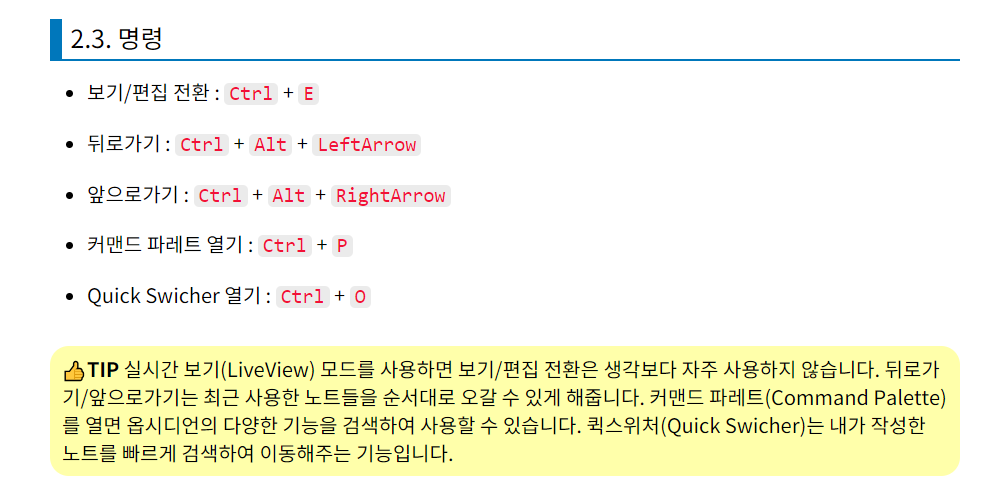 2.3. 명령
보기/편집 전환 : Ctrl + E
뒤로가기 : Ctrl + Alt + LeftArrow
앞으로가기 : Ctrl + Alt + RightArrow
커맨드 파레트 열기 : Ctrl + P
Quick Swicher 열기 : Ctrl + O
👍TIP 실시간 보기(LiveView) 모드를 사용하면 보기/편집 전환은 생각보다 자주 사용하지 않습니다. 뒤로가
기/앞으로가기는 최근 사용한 노트들을 순서대로 오갈 수 있게 해줍니다. 커맨드 파레트(Command Palette)
를 열면 옵시디언의 다양한 기능을 검색하여 사용할 수 있습니다. 퀵스위처(Quick Swicher)는 내가 작성한
노트를 빠르게 검색하여 이동해주는 기능입니다.